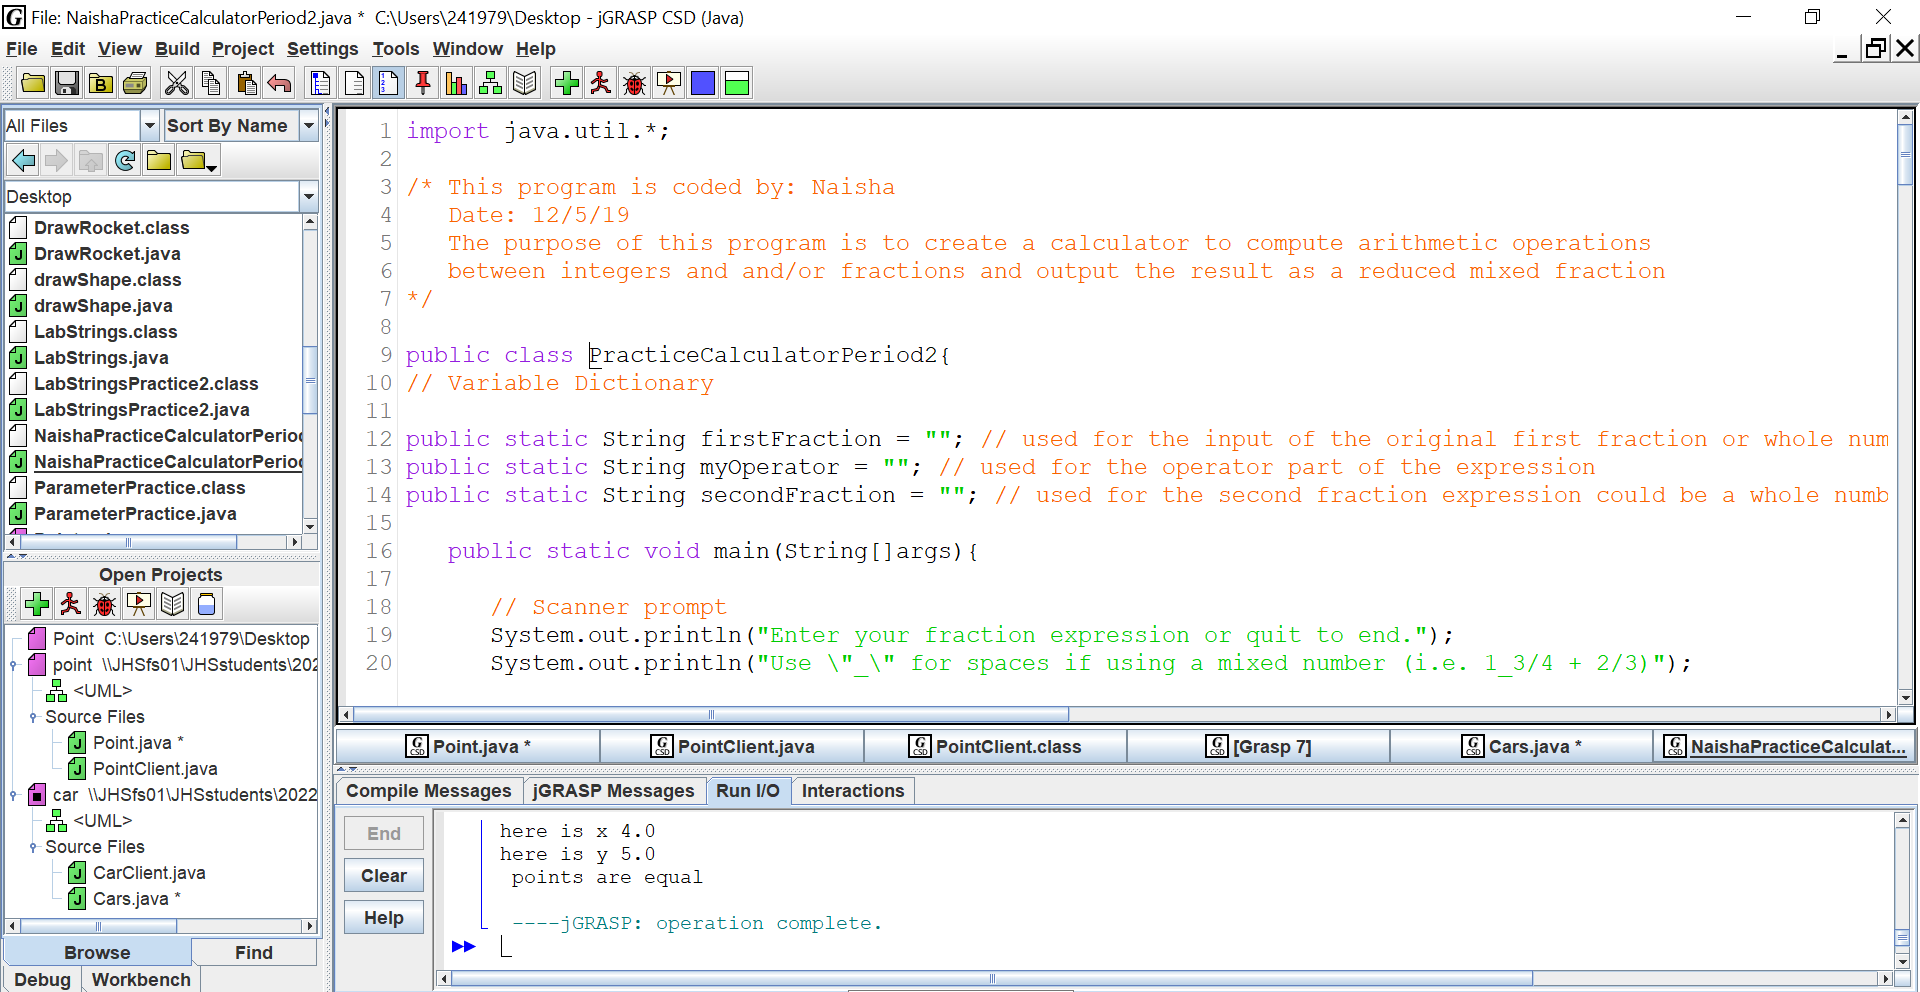 File: NaishaPracticeCalculatorPeriod2.java * C:\Users\241979\Desktop - jGRASP CSD (Java)
File Edit View Build Project Settings Tools Window Help
All Files
Sort By Name
Desktop
DrawRocket.class
DrawRocket.java
drawShape.class
drawShape.java
LabStrings.class
LabStrings.java
LabStringsPractice2.class
LabStringsPractice2.java
NaishaPracticeCalculatorPerio
NaishaPracticeCalculatorPerio
ParameterPractice.class
ParameterPractice.java
Open Projects
Point C:\Users\241979\Desktop
point \\JHSfs01\JHSstudents\202
<UML>
Source Files
Point.java *
PointClient.java
car \\JHSfs01\JHSstudents\2022
<UML>
Source Files
CarClient.java
Cars.java *
Browse
Find
Debug
Workbench
1 import java.util.*;
2
3 /* This program is coded by: Naisha
4 Date: 12/5/19
5 The purpose of this program is to create a calculator to compute arithmetic operations
6 between integers and and/or fractions and output the result as a reduced mixed fraction
7 */
8
9 public class PracticeCalculatorPeriod2{
10 // Variable Dictionary
11
12 public static String firstFraction = ""; // used for the input of the original first fraction or whole num
13 public static String myOperator = ""; // used for the operator part of the expression
14 public static String secondFraction = ""; // used for the second fraction expression could be a whole numb
15
16 public static void main(String[]args){
17
18 // Scanner prompt
19 System.out.println("Enter your fraction expression or quit to end.");
20 System.out.println("Use \"_\" for spaces if using a mixed number (i.e. 1_3/4 + 2/3)");
Point.java *
PointClient.java
PointClient.class
[Grasp 7]
Cars.java *
NaishaPracticeCalculat...
Compile Messages
jGRASP Messages
Run I/O
Interactions
End
Clear
Help
here is x 4.0
here is y 5.0
points are equal
----jGRASP: operation complete.